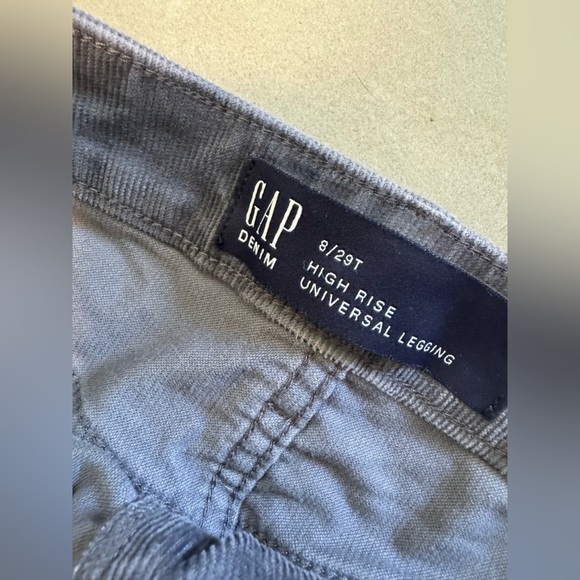 GAP
DENIM
8/29T
HIGH RISE
UNIVERSAL LEGGING